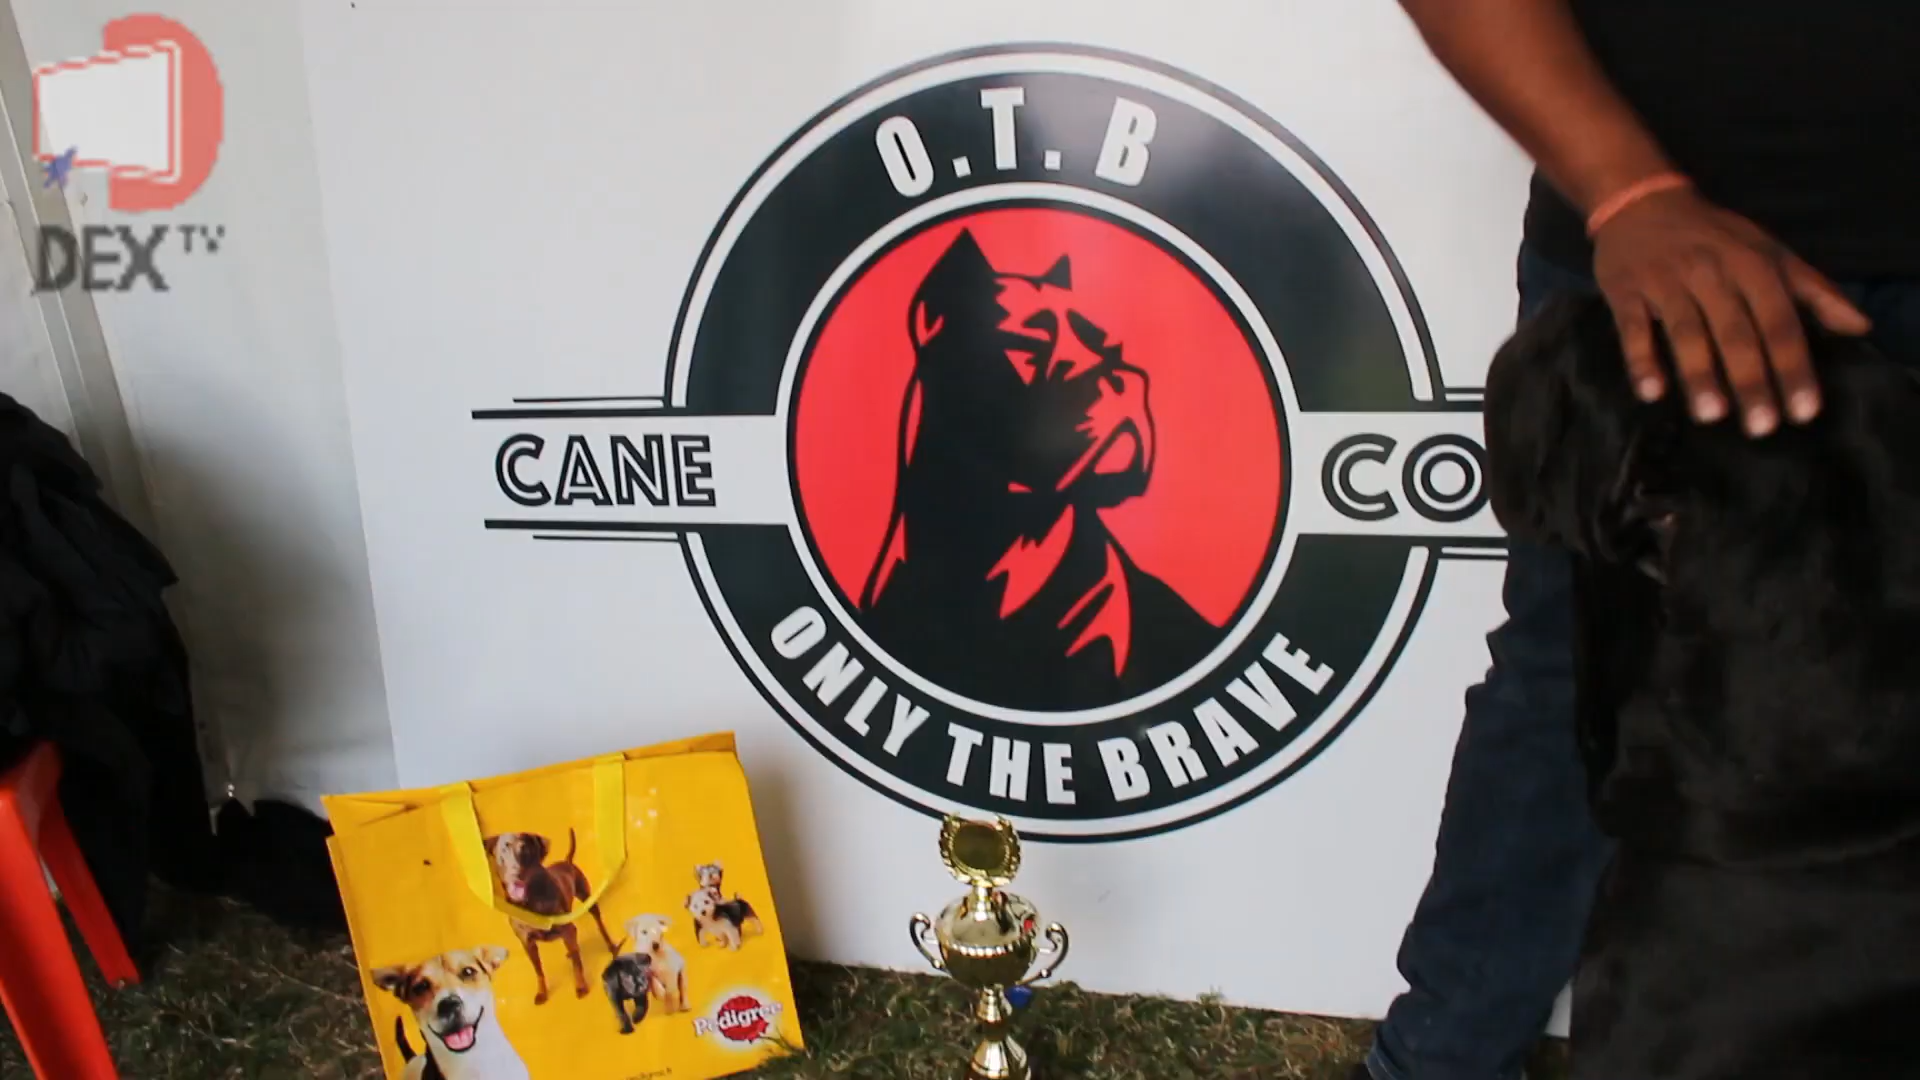 DEX TV
O.T.B
CANE CO
ONLY THE BRAVE
Pedigree